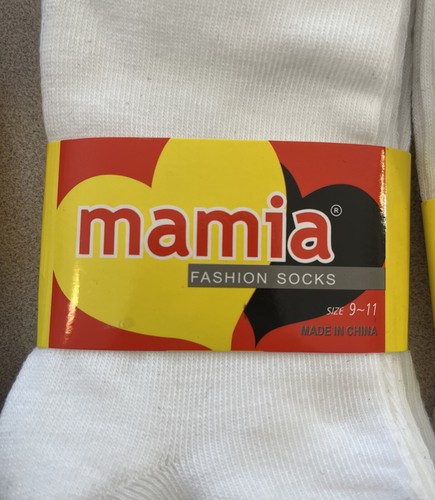 mamia®
FASHION SOCKS
SIZE 9~11
MADE IN CHINA